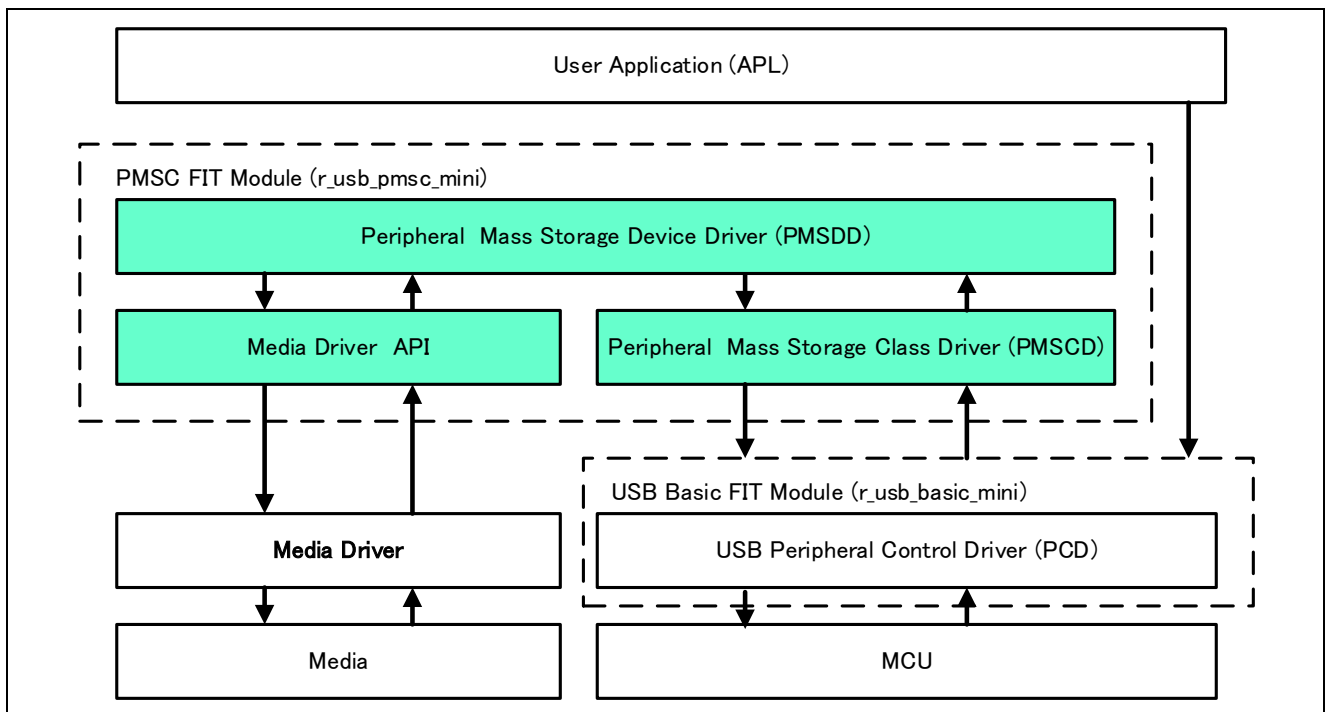 User Application (APL)
PMSC FIT Module (r_usb_pmsc_mini)
Peripheral Mass Storage Device Driver (PMSDD)
Media Driver API
Peripheral Mass Storage Class Driver (PMSCD)
USB Basic FIT Module (r_usb_basic_mini)
Media Driver
USB Peripheral Control Driver (PCD)
Media
MCU